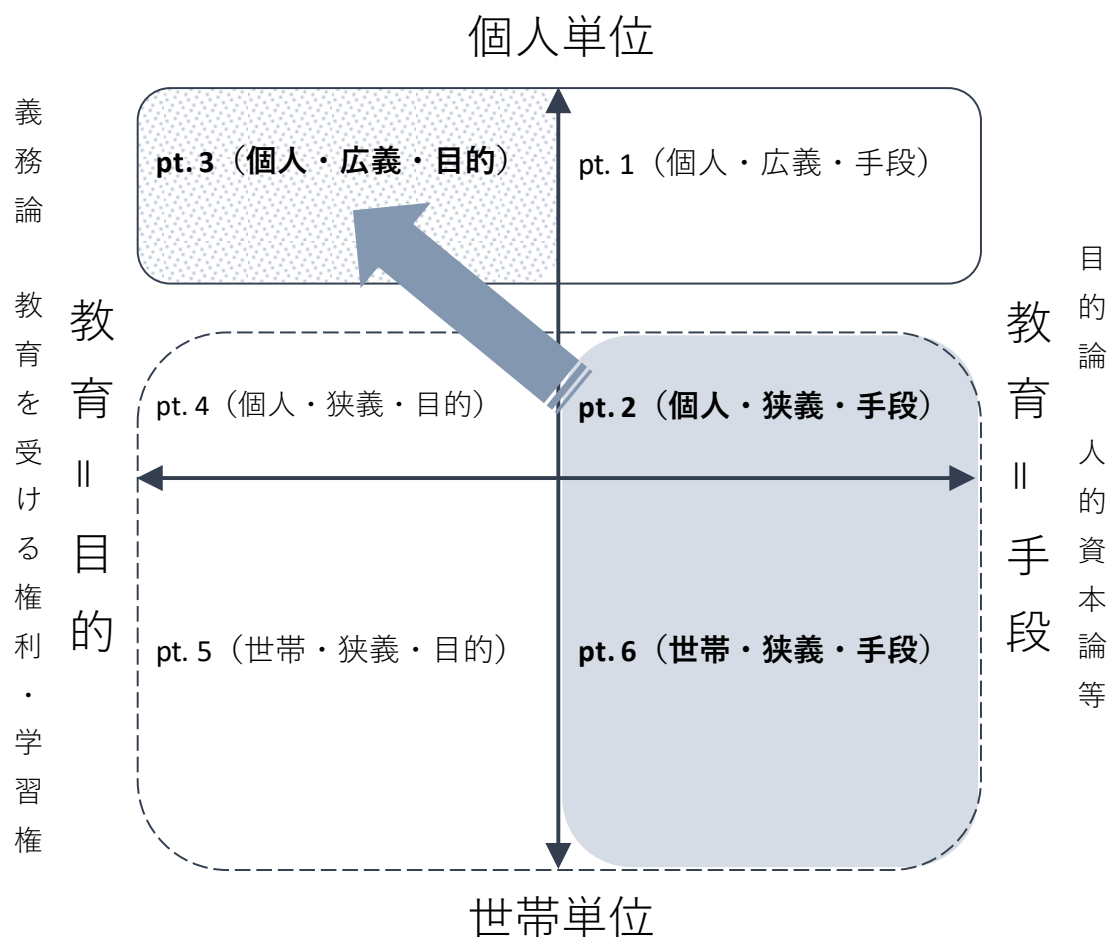 個人単位
義務論 教育を受ける権利・学習権
教育＝目的
pt. 3（個人・広義・目的）
pt. 1（個人・広義・手段）
pt. 4（個人・狭義・目的）
pt. 2（個人・狭義・手段）
pt. 5（世帯・狭義・目的）
pt. 6（世帯・狭義・手段）
教育＝手段
目的論 人的資本論等
世帯単位